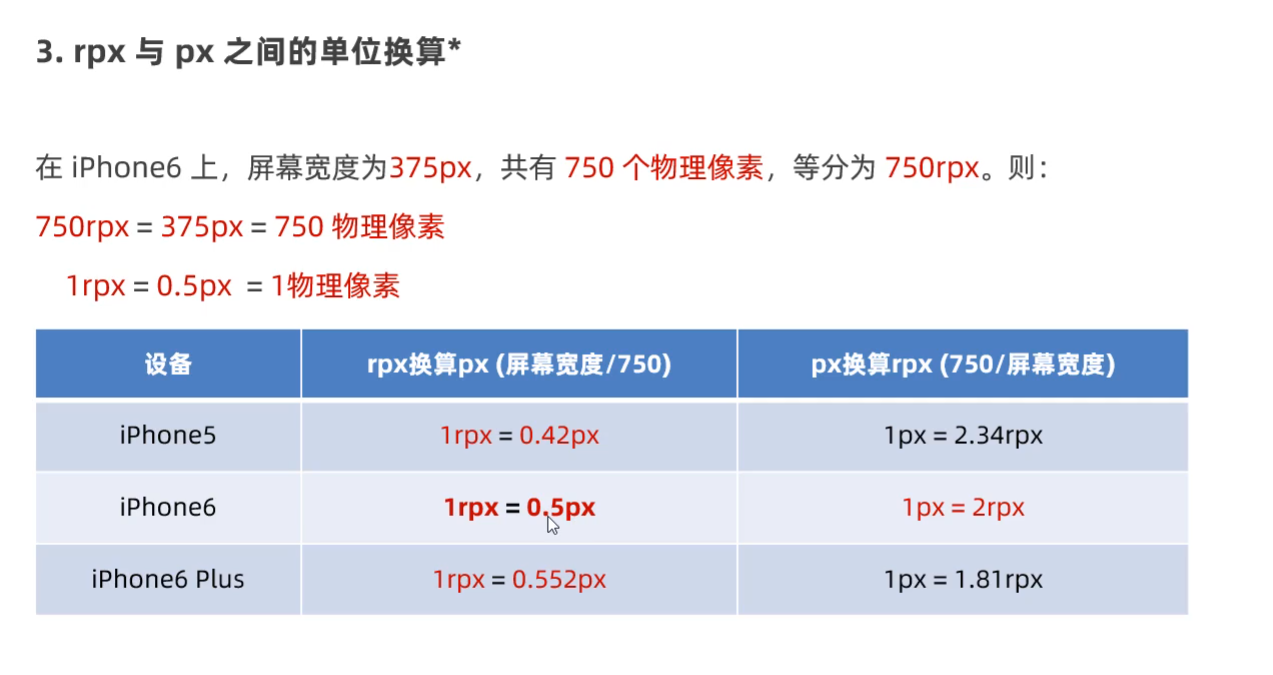 3. rpx 与 px 之间的单位换算*
在 iPhone6 上，屏幕宽度为375px，共有 750 个物理像素，等分为 750rpx。则：
750rpx = 375px = 750 物理像素
1rpx = 0.5px = 1物理像素
设备 rpx换算px (屏幕宽度/750) px换算rpx (750/屏幕宽度)
iPhone5 1rpx = 0.42px 1px = 2.34rpx
iPhone6 1rpx = 0.5px 1px = 2rpx
iPhone6 Plus 1rpx = 0.552px 1px = 1.81rpx